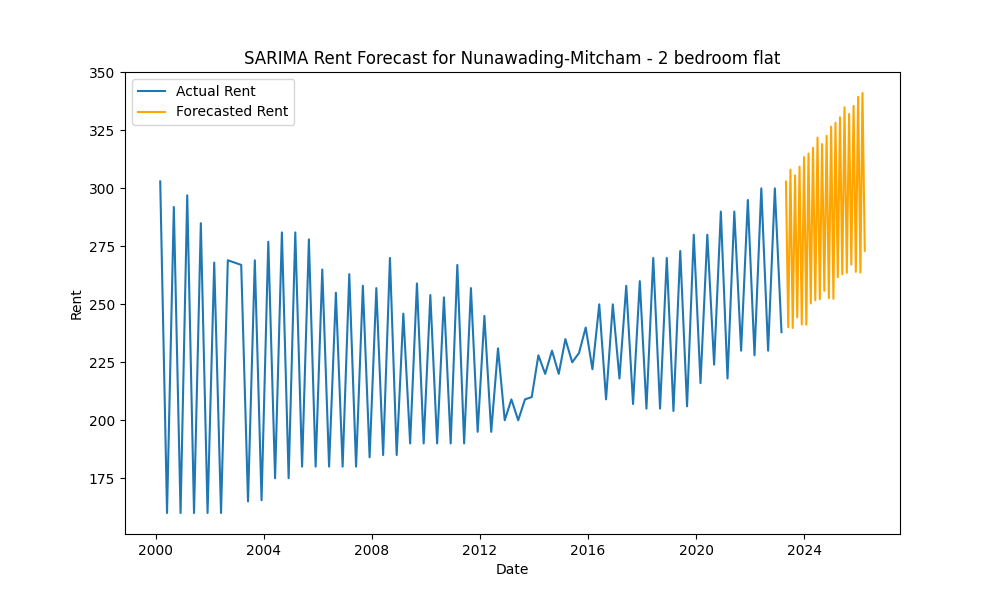 SARIMA Rent Forecast for Nunawading-Mitcham - 2 bedroom flat
Actual Rent
Forecasted Rent
350
325
300
275
250
225
200
175
Rent
2000 2004 2008 2012 2016 2020 2024
Date